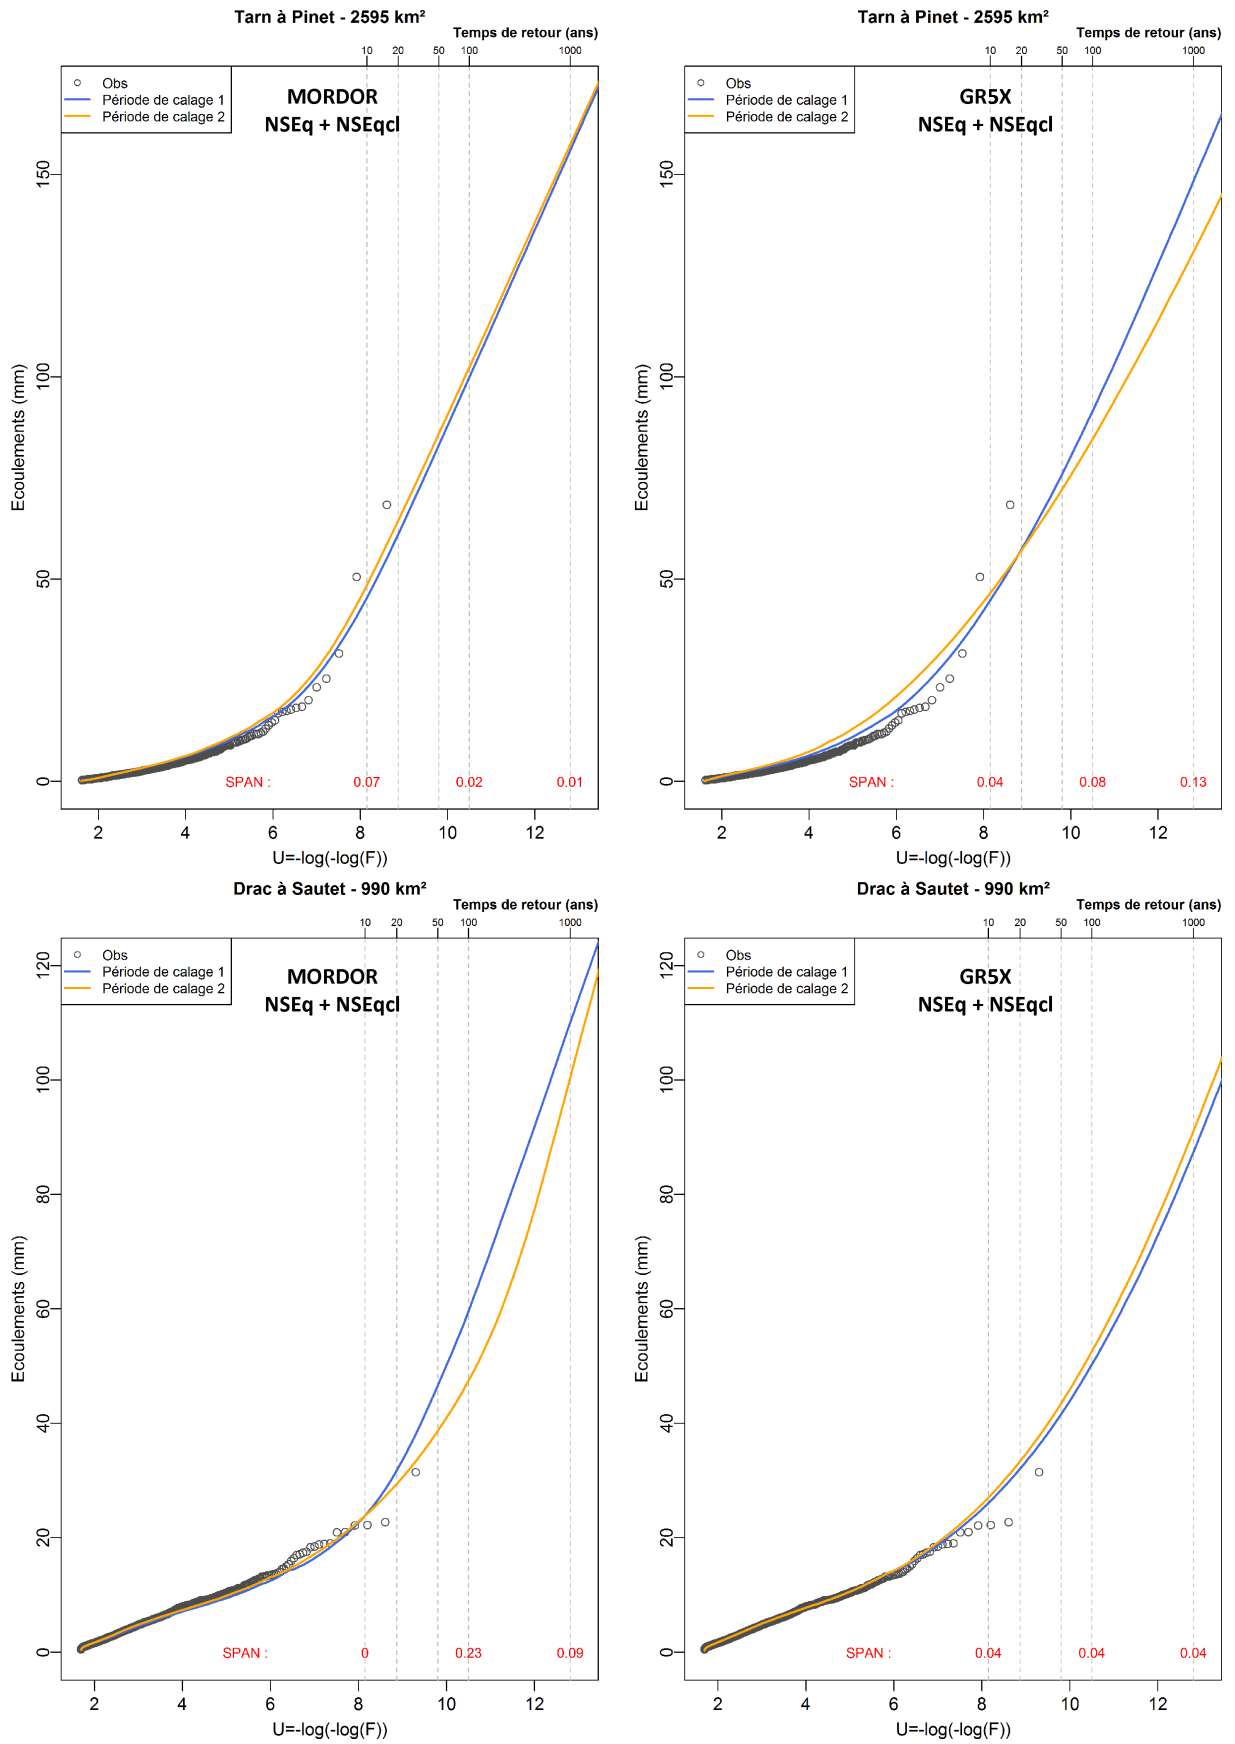 Tarn à Pinet - 2595 km²
Temps de retour (ans)
10 20 50 100 1000
Obs
Période de calage 1
Période de calage 2
MORDOR
NSEq + NSEqcl
Ecoulements (mm)
150
100
50
0
SPAN : 0.07 0.02 0.01
2 4 6 8 10 12
U=-log(-log(F))
Tarn à Pinet - 2595 km²
Temps de retour (ans)
10 20 50 100 1000
Obs
Période de calage 1
Période de calage 2
GR5X
NSEq + NSEqcl
Ecoulements (mm)
150
100
50
0
SPAN : 0.04 0.08 0.13
2 4 6 8 10 12
U=-log(-log(F))
Drac à Sautet - 990 km²
Temps de retour (ans)
10 20 50 100 1000
Obs
Période de calage 1
Période de calage 2
MORDOR
NSEq + NSEqcl
Ecoulements (mm)
120
100
80
60
40
20
0
SPAN : 0 0.23 0.09
2 4 6 8 10 12
U=-log(-log(F))
Drac à Sautet - 990 km²
Temps de retour (ans)
10 20 50 100 1000
Obs
Période de calage 1
Période de calage 2
GR5X
NSEq + NSEqcl
Ecoulements (mm)
120
100
80
60
40
20
0
SPAN : 0.04 0.04 0.04
2 4 6 8 10 12
U=-log(-log(F))